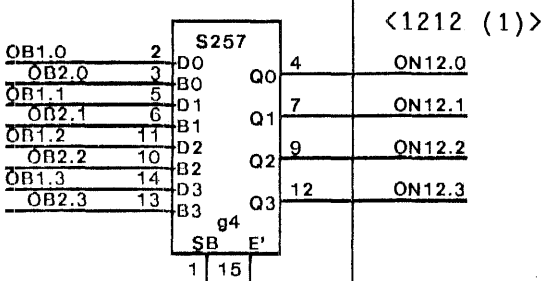 <1212 (1)>
S257
OB1.0 2 D0
OB2.0 3 B0
Q0 4 ON12.0
OB1.1 5 D1
OB2.1 6 B1
Q1 7 ON12.1
OB1.2 11 D2
OB2.2 10 B2
Q2 9 ON12.2
OB1.3 14 D3
OB2.3 13 B3
Q3 12 ON12.3
g4
SB E'
1 15